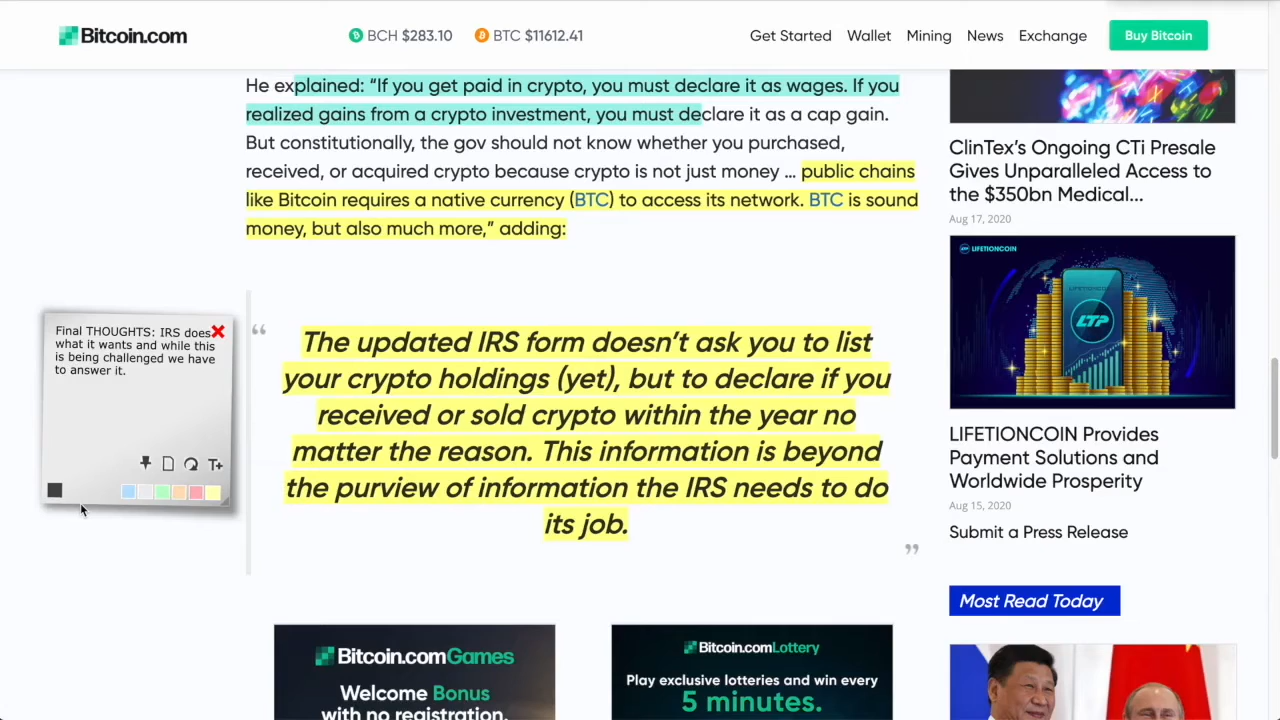 Bitcoin.com
BCH $283.10
BTC $11612.41
Get Started
Wallet
Mining
News
Exchange
Buy Bitcoin
He explained: “If you get paid in crypto, you must declare it as wages. If you
realized gains from a crypto investment, you must declare it as a cap gain.
But constitutionally, the gov should not know whether you purchased,
received, or acquired crypto because crypto is not just money … public chains
like Bitcoin requires a native currency (BTC) to access its network. BTC is sound
money, but also much more,” adding:
Final THOUGHTS: IRS does
what it wants and while this
is being challenged we have
to answer it.
T+
“
The updated IRS form doesn’t ask you to list
your crypto holdings (yet), but to declare if you
received or sold crypto within the year no
matter the reason. This information is beyond
the purview of information the IRS needs to do
its job.
”
Bitcoin.comGames
Welcome Bonus
with no registration.
Bitcoin.comLottery
Play exclusive lotteries and win every
5 minutes.
ClinTex’s Ongoing CTi Presale
Gives Unparalleled Access to
the $350bn Medical...
Aug 17, 2020
LIFETIONCOIN
LTP
LIFETIONCOIN Provides
Payment Solutions and
Worldwide Prosperity
Aug 15, 2020
Submit a Press Release
Most Read Today